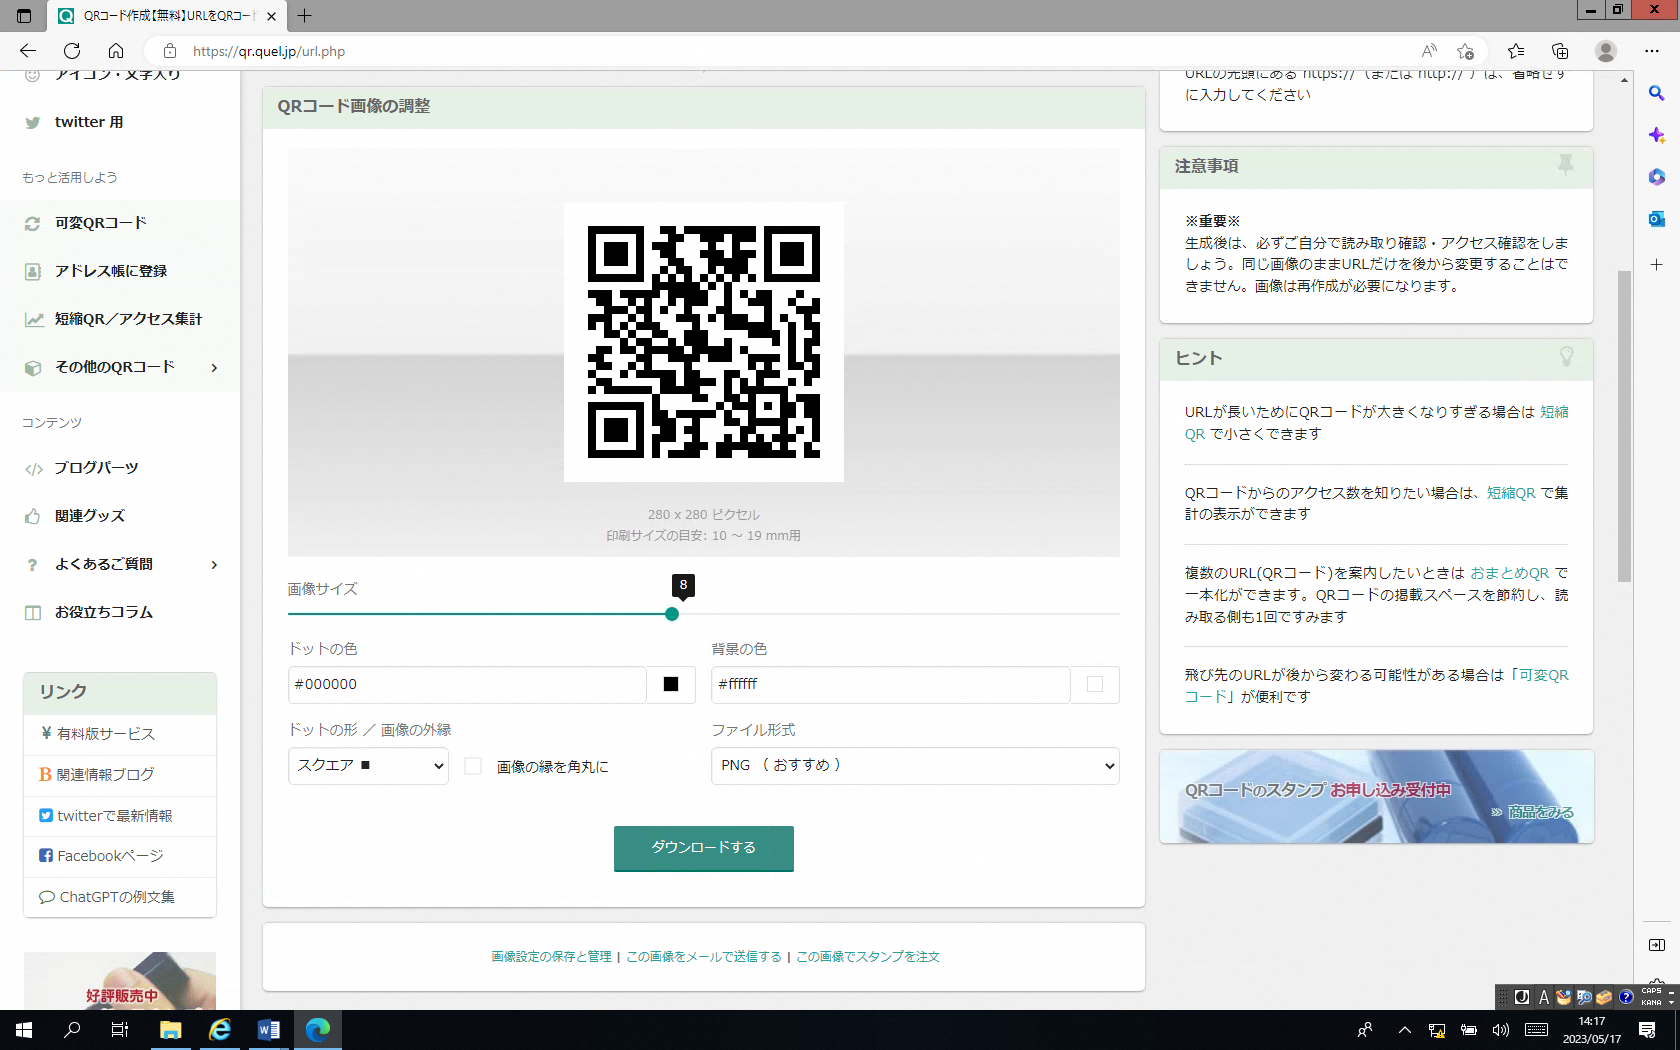 QRコード作成【無料】URLをQRコード
https://qr.quel.jp/url.php
アイコン・文字入り
twitter 用
もっと活用しよう
可変QRコード
アドレス帳に登録
短縮QR／アクセス集計
その他のQRコード
コンテンツ
ブログパーツ
関連グッズ
よくあるご質問
お役立ちコラム
リンク
¥ 有料版サービス
関連情報ブログ
twitterで最新情報
Facebookページ
ChatGPTの例文集
好評販売中
QRコード画像の調整
280 x 280 ピクセル
印刷サイズの目安: 10 ～ 19 mm用
画像サイズ
8
ドットの色
#000000
背景の色
#ffffff
ドットの形 ／ 画像の外縁
スクエア ■
画像の縁を角丸に
ファイル形式
PNG （ おすすめ ）
ダウンロードする
画像設定の保存と管理 | この画像をメールで送信する | この画像でスタンプを注文
URLの先頭にある https://（または http:// ）は、省略せず
に入力してください
注意事項
※重要※
生成後は、必ずご自分で読み取り確認・アクセス確認をしま
しょう。同じ画像のままURLだけを後から変更することはで
きません。画像は再作成が必要になります。
ヒント
URLが長いためにQRコードが大きくなりすぎる場合は 短縮
QR で小さくできます
QRコードからのアクセス数を知りたい場合は、短縮QR で集
計の表示ができます
複数のURL(QRコード)を案内したいときは おまとめQR で
一本化ができます。QRコードの掲載スペースを節約し、読
み取る側も1回ですみます
飛び先のURLが後から変わる可能性がある場合は「可変QR
コード」が便利です
QRコードのスタンプ お申し込み受付中
» 商品をみる
A
CAPS
KANA
14:17
2023/05/17